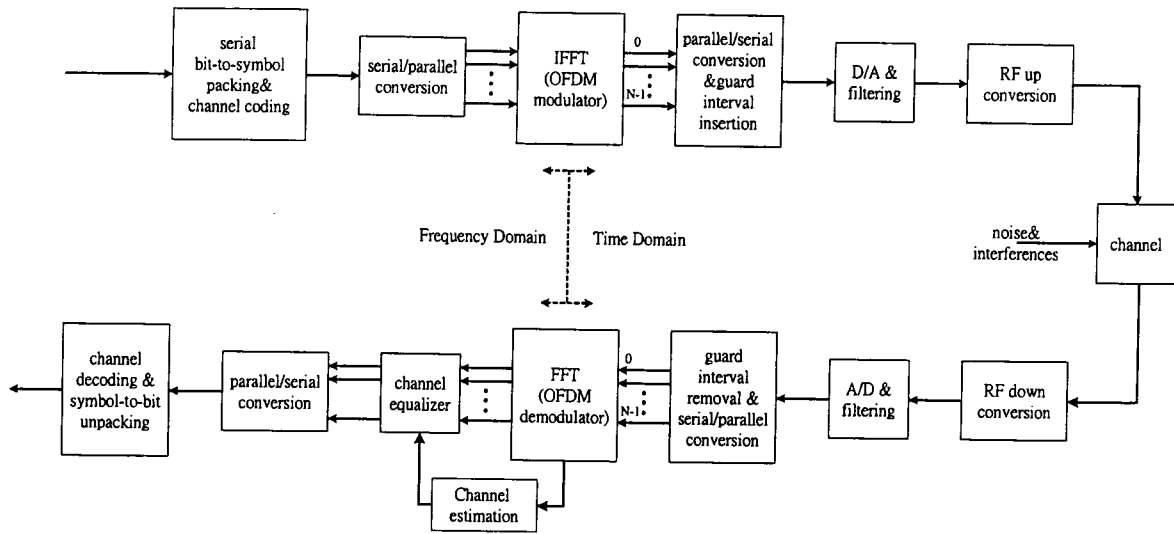 serial
bit-to-symbol
packing&
channel coding
serial/parallel
conversion
IFFT
(OFDM
modulator)
0
N-1
parallel/serial
conversion
&guard
interval
insertion
D/A &
filtering
RF up
conversion
Frequency Domain
Time Domain
noise&
interferences
channel
channel
decoding &
symbol-to-bit
unpacking
parallel/serial
conversion
channel
equalizer
FFT
(OFDM
demodulator)
0
N-1
guard
interval
removal &
serial/parallel
conversion
A/D &
filtering
RF down
conversion
Channel
estimation